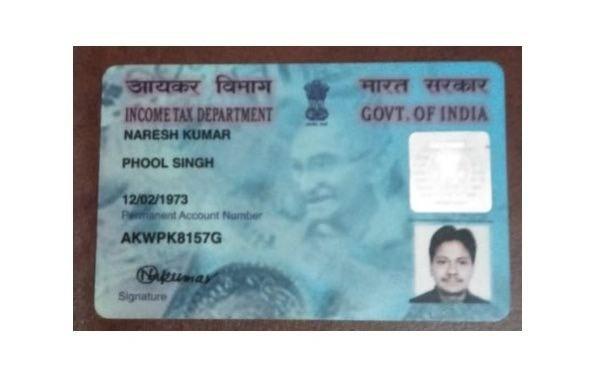 आयकर विभाग
भारत सरकार
INCOME TAX DEPARTMENT
GOVT. OF INDIA
NARESH KUMAR
PHOOL SINGH
12/02/1973
Permanent Account Number
AKWPK8157G
Nrkumar
Signature